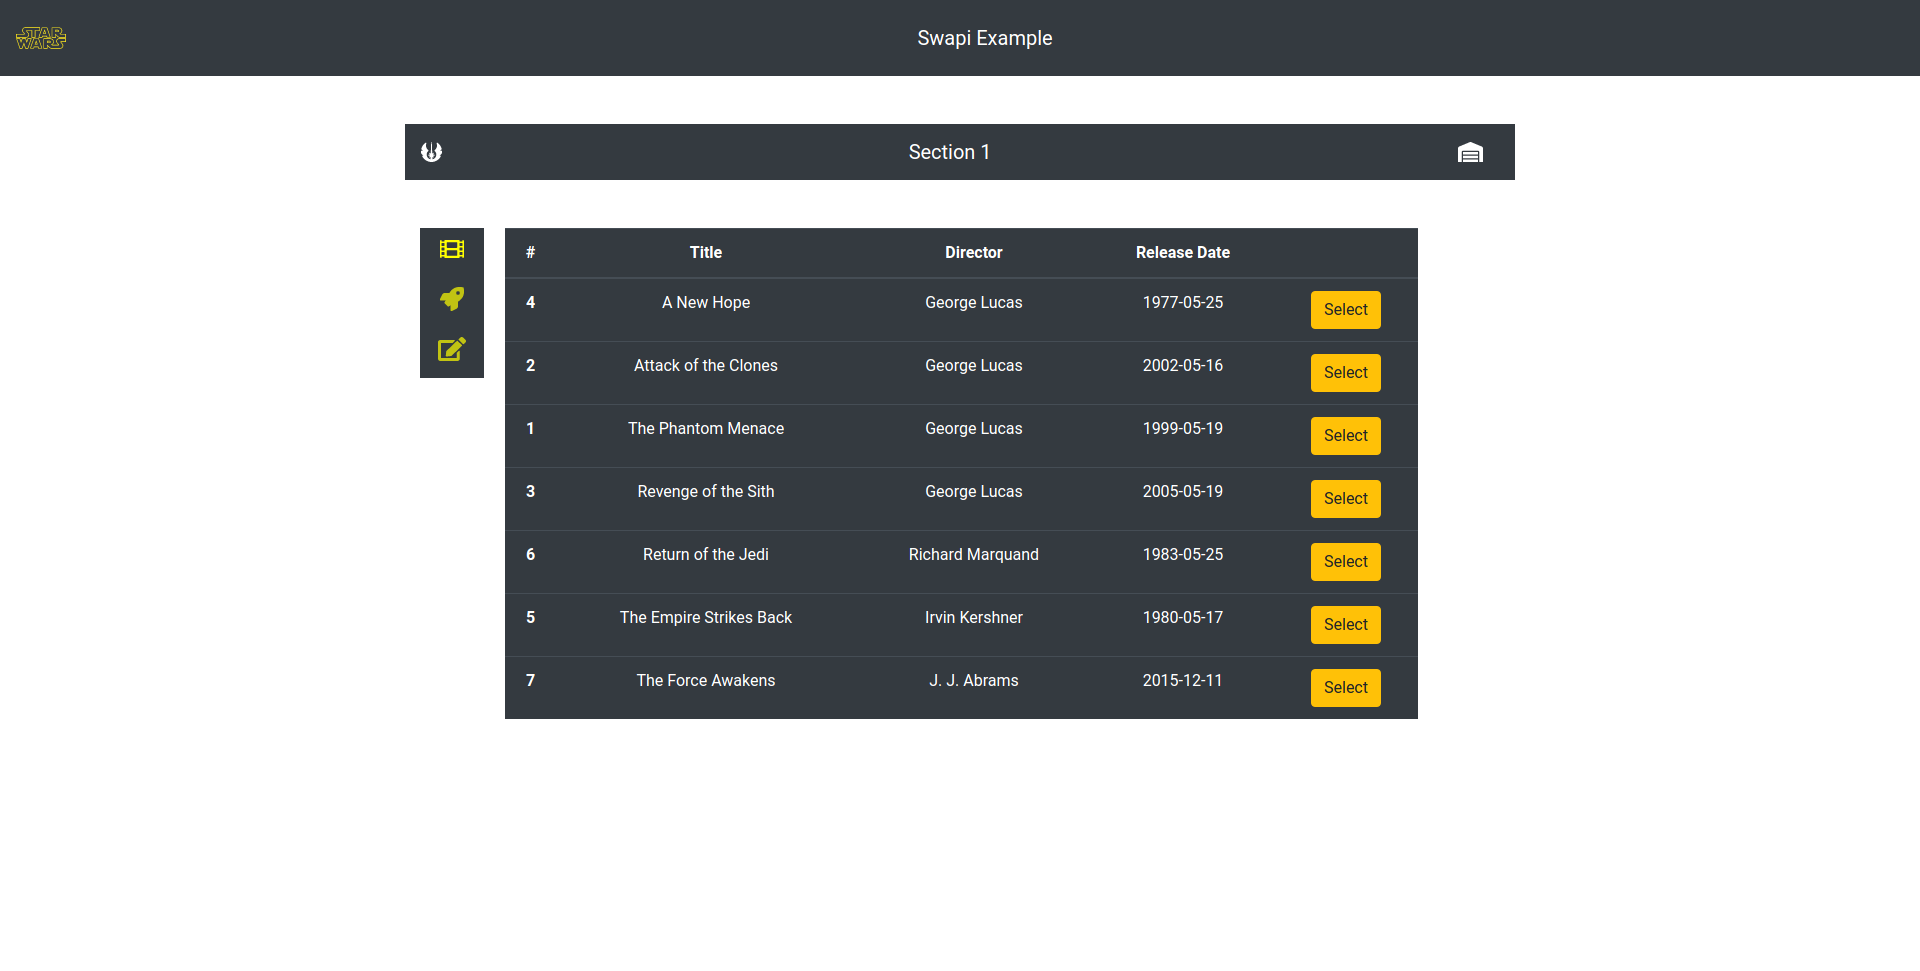 STAR WARS
Swapi Example
Section 1
# Title Director Release Date
4 A New Hope George Lucas 1977-05-25 Select
2 Attack of the Clones George Lucas 2002-05-16 Select
1 The Phantom Menace George Lucas 1999-05-19 Select
3 Revenge of the Sith George Lucas 2005-05-19 Select
6 Return of the Jedi Richard Marquand 1983-05-25 Select
5 The Empire Strikes Back Irvin Kershner 1980-05-17 Select
7 The Force Awakens J. J. Abrams 2015-12-11 Select